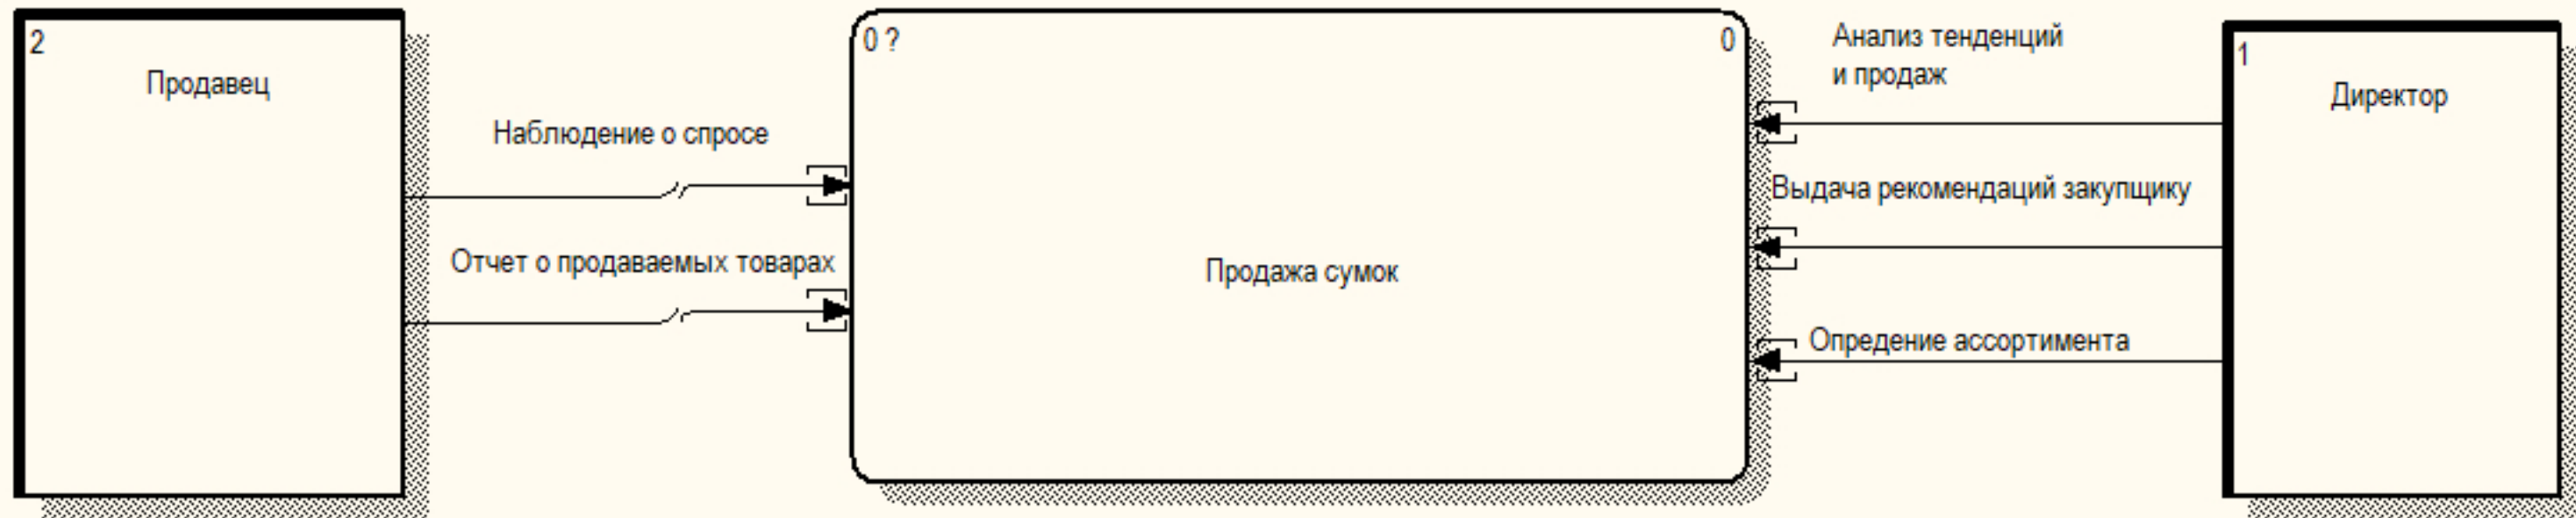 2
Продавец
Наблюдение о спросе
Отчет о продаваемых товарах
0 ?
0
Продажа сумок
Анализ тенденций
и продаж
Выдача рекомендаций закупщику
Опредение ассортимента
1
Директор